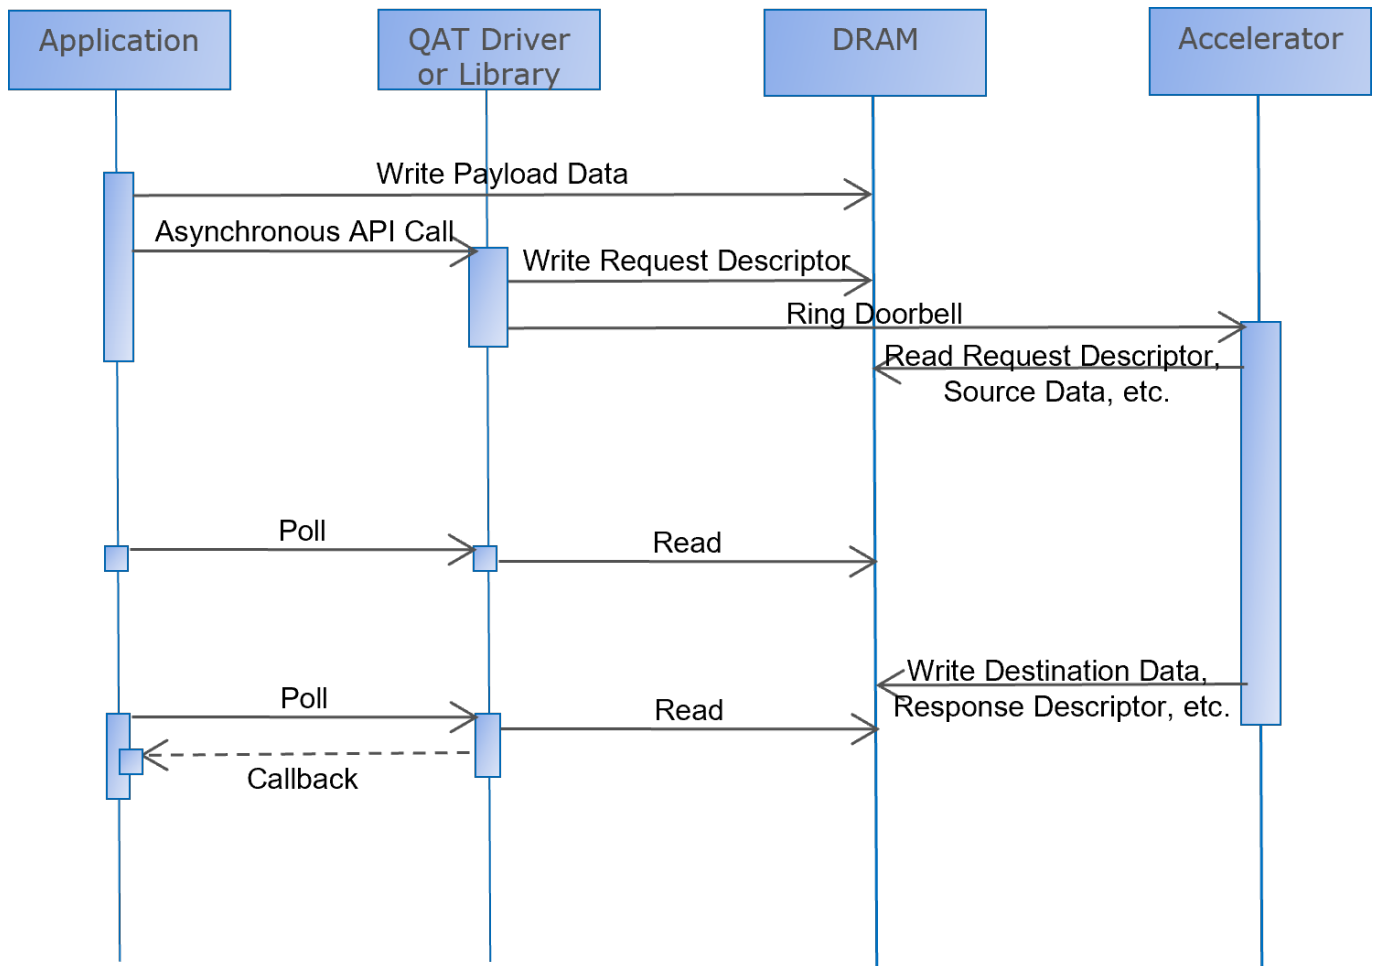 Application
QAT Driver
or Library
DRAM
Accelerator
Write Payload Data
Asynchronous API Call
Write Request Descriptor
Ring Doorbell
Read Request Descriptor,
Source Data, etc.
Poll
Read
Write Destination Data,
Response Descriptor, etc.
Poll
Read
Callback